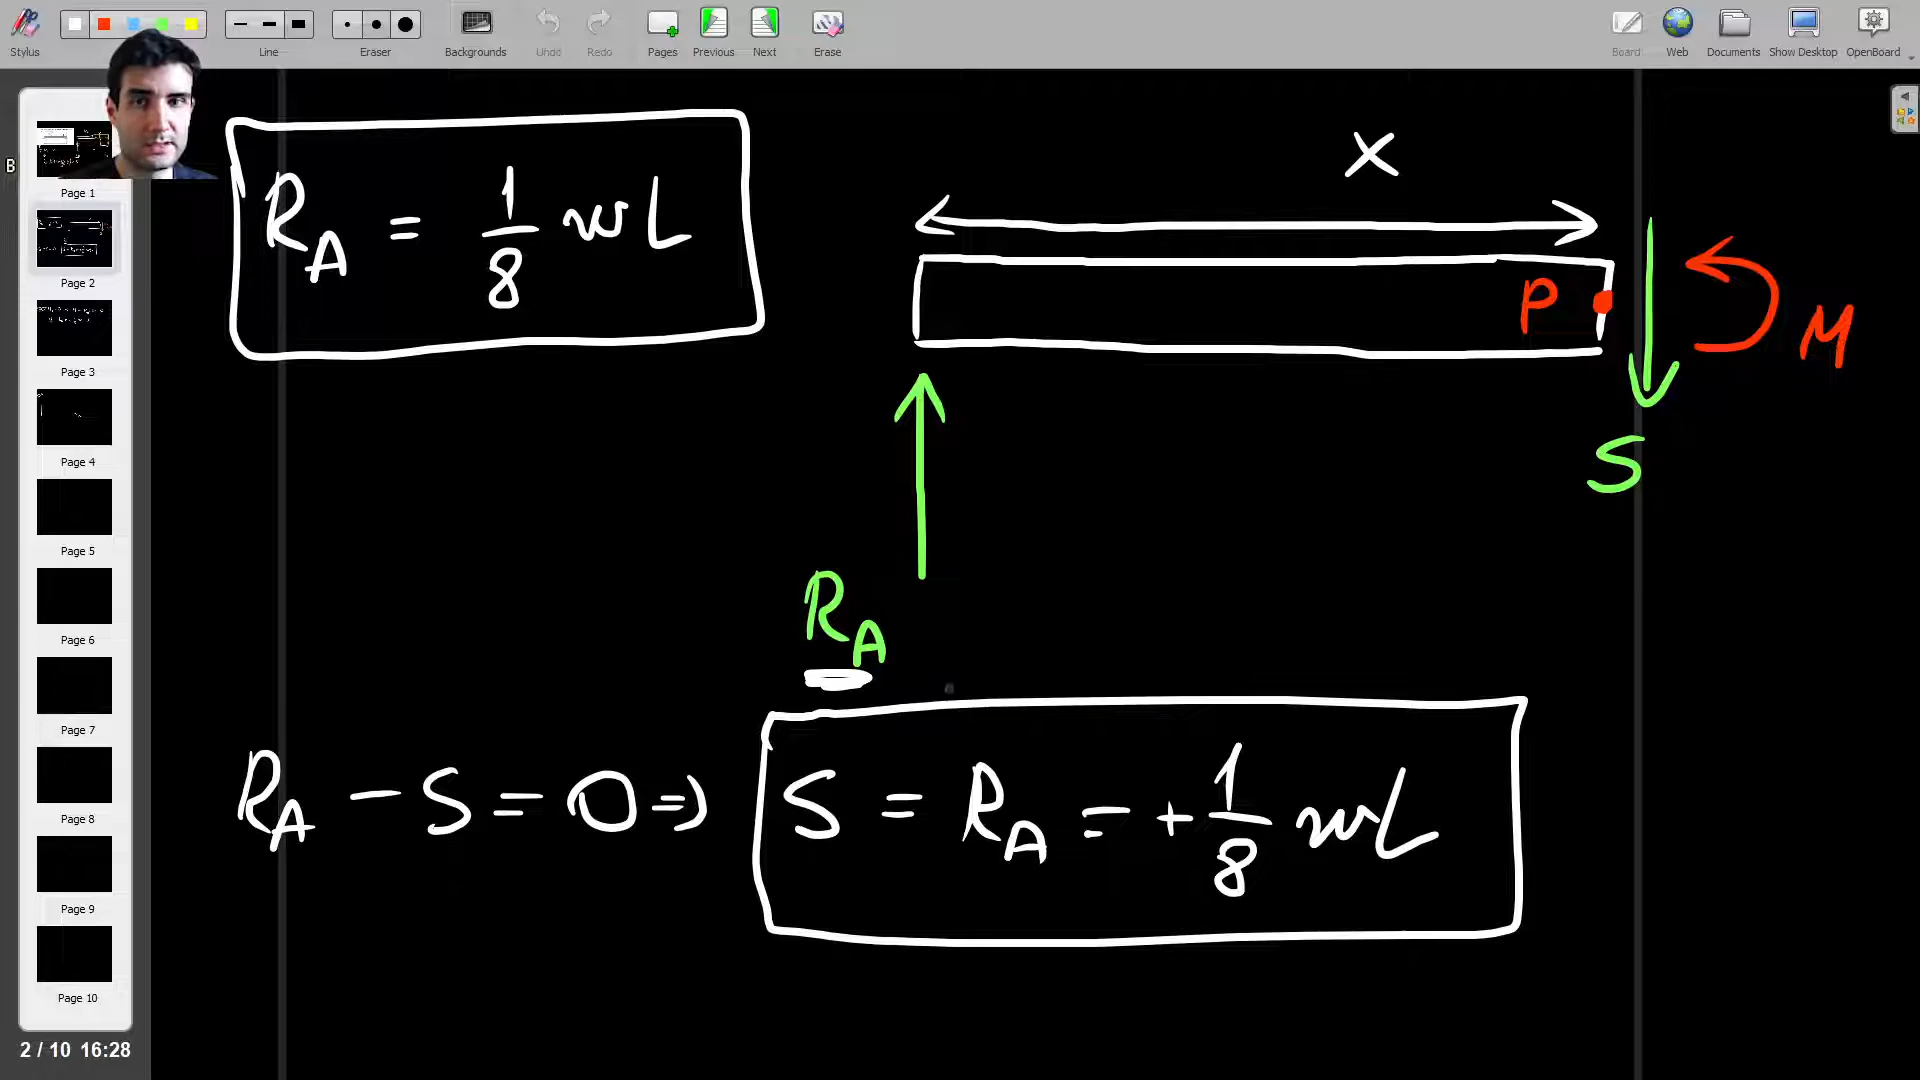 Stylus
Line
Eraser
Backgrounds
Undo
Redo
Pages
Previous
Next
Erase
Board
Web
Documents
Show Desktop
OpenBoard
B
Page 1
Page 2
Page 3
Page 4
Page 5
Page 6
Page 7
Page 8
Page 9
Page 10
2 / 10 16:28
R_A = 1/8 wL
x
P
M
S
R_A
R_A - S = 0 ⇒ S = R_A = + 1/8 wL